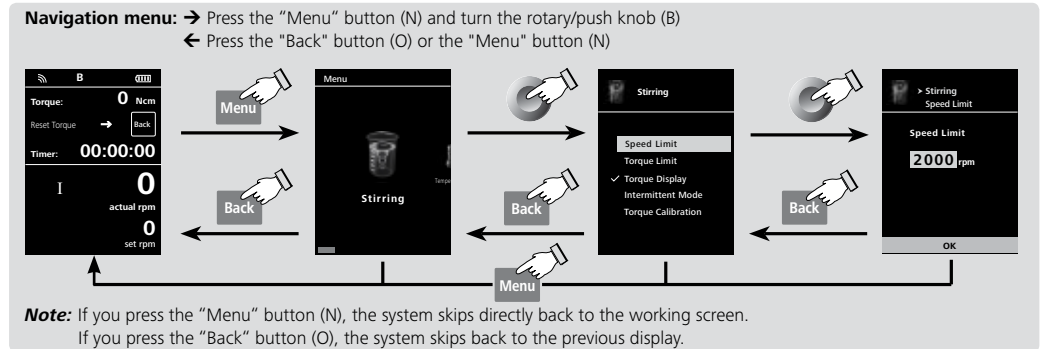 Navigation menu: → Press the “Menu“ button (N) and turn the rotary/push knob (B)
← Press the "Back" button (O) or the "Menu" button (N)
B
Torque: 0 Ncm
Reset Torque → Back
Timer: 00:00:00
I 0
actual rpm
0
set rpm
Menu
Back
Menu
Stirring
Back
Stirring
Speed Limit
Torque Limit
✓ Torque Display
Intermittent Mode
Torque Calibration
Back
> Stirring
Speed Limit
Speed Limit
2000 rpm
OK
Menu
Note: If you press the “Menu” button (N), the system skips directly back to the working screen.
If you press the “Back” button (O), the system skips back to the previous display.